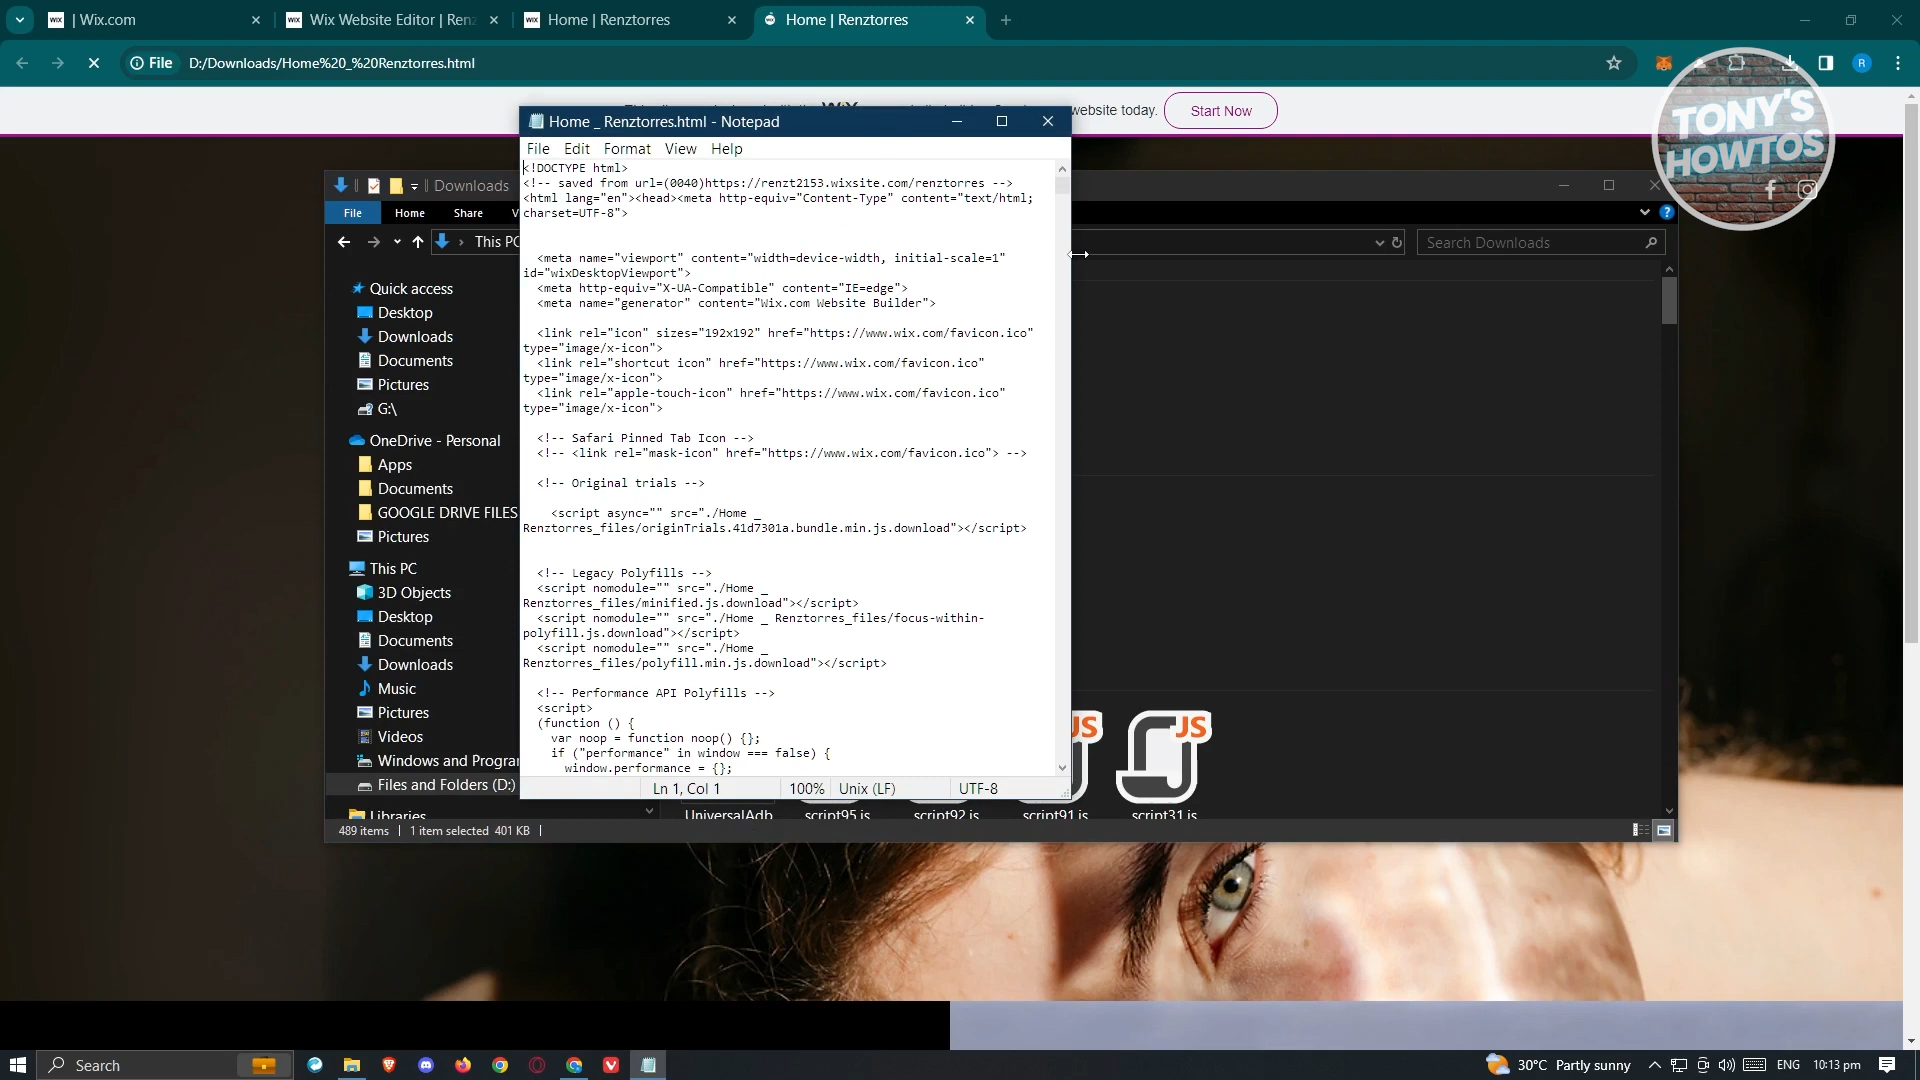 | Wix.com
Wix Website Editor | Renz
Home | Renztorres
Home | Renztorres
File
D:/Downloads/Home%20_%20Renztorres.html
website today.
Start Now
TONY'S
HOWTOS
Home _ Renztorres.html - Notepad
File Edit Format View Help
<!DOCTYPE html>
<!-- saved from url=(0040)https://renzt2153.wixsite.com/renztorres -->
<html lang="en"><head><meta http-equiv="Content-Type" content="text/html;
charset=UTF-8">
<meta name="viewport" content="width=device-width, initial-scale=1"
id="wixDesktopViewport">
<meta http-equiv="X-UA-Compatible" content="IE=edge">
<meta name="generator" content="Wix.com Website Builder">
<link rel="icon" sizes="192x192" href="https://www.wix.com/favicon.ico"
type="image/x-icon">
<link rel="shortcut icon" href="https://www.wix.com/favicon.ico"
type="image/x-icon">
<link rel="apple-touch-icon" href="https://www.wix.com/favicon.ico"
type="image/x-icon">
<!-- Safari Pinned Tab Icon -->
<!-- <link rel="mask-icon" href="https://www.wix.com/favicon.ico"> -->
<!-- Original trials -->
<script async="" src="./Home _
Renztorres_files/originTrials.41d7301a.bundle.min.js.download"></script>
<!-- Legacy Polyfills -->
<script nomodule="" src="./Home _
Renztorres_files/minified.js.download"></script>
<script nomodule="" src="./Home _ Renztorres_files/focus-within-
polyfill.js.download"></script>
<script nomodule="" src="./Home _
Renztorres_files/polyfill.min.js.download"></script>
<!-- Performance API Polyfills -->
<script>
(function () {
var noop = function noop() {};
if ("performance" in window === false) {
window.performance = {};
Ln 1, Col 1
100%
Unix (LF)
UTF-8
Downloads
File
Home
Share
V
This PC
Search Downloads
Quick access
Desktop
Downloads
Documents
Pictures
G:\
OneDrive - Personal
Apps
Documents
GOOGLE DRIVE FILES
Pictures
This PC
3D Objects
Desktop
Documents
Downloads
Music
Pictures
Videos
Windows and Program
Files and Folders (D:)
Libraries
JS
JS
UniversalAdb
script95.js
script92.js
script91.js
script31.js
489 items
1 item selected 401 KB
Search
30°C Partly sunny
ENG
10:13 pm